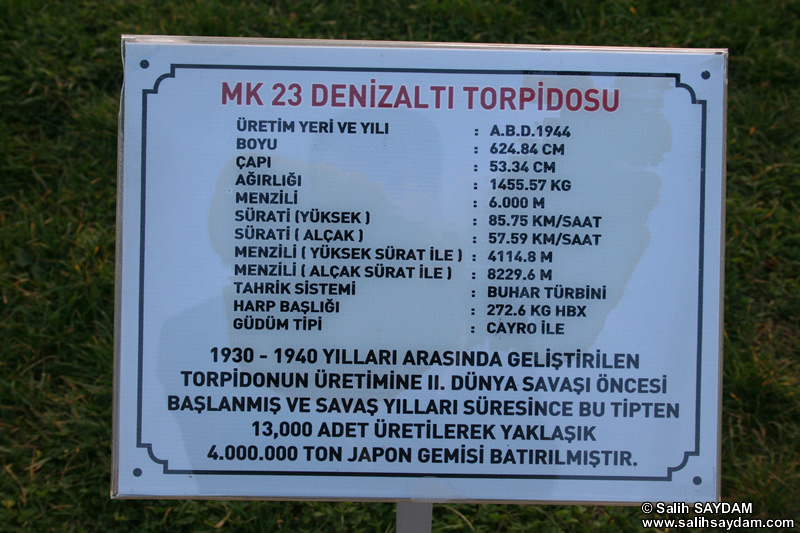 MK 23 DENİZALTI TORPİDOSU
ÜRETİM YERİ VE YILI : A.B.D.1944
BOYU : 624.84 CM
ÇAPI : 53.34 CM
AĞIRLIĞI : 1455.57 KG
MENZİLİ : 6.000 M
SÜRATİ (YÜKSEK ) : 85.75 KM/SAAT
SÜRATİ ( ALÇAK ) : 57.59 KM/SAAT
MENZİLİ ( YÜKSEK SÜRAT İLE ) : 4114.8 M
MENZİLİ ( ALÇAK SÜRAT İLE ) : 8229.6 M
TAHRİK SİSTEMİ : BUHAR TÜRBİNİ
HARP BAŞLIĞI : 272.6 KG HBX
GÜDÜM TİPİ : CAYRO İLE
1930 - 1940 YILLARI ARASINDA GELİŞTİRİLEN
TORPİDONUN ÜRETİMİNE II. DÜNYA SAVAŞI ÖNCESİ
BAŞLANMIŞ VE SAVAŞ YILLARI SÜRESİNCE BU TİPTEN
13,000 ADET ÜRETİLEREK YAKLAŞIK
4.000.000 TON JAPON GEMİSİ BATIRILMIŞTIR.
© Salih SAYDAM
www.salihsaydam.com